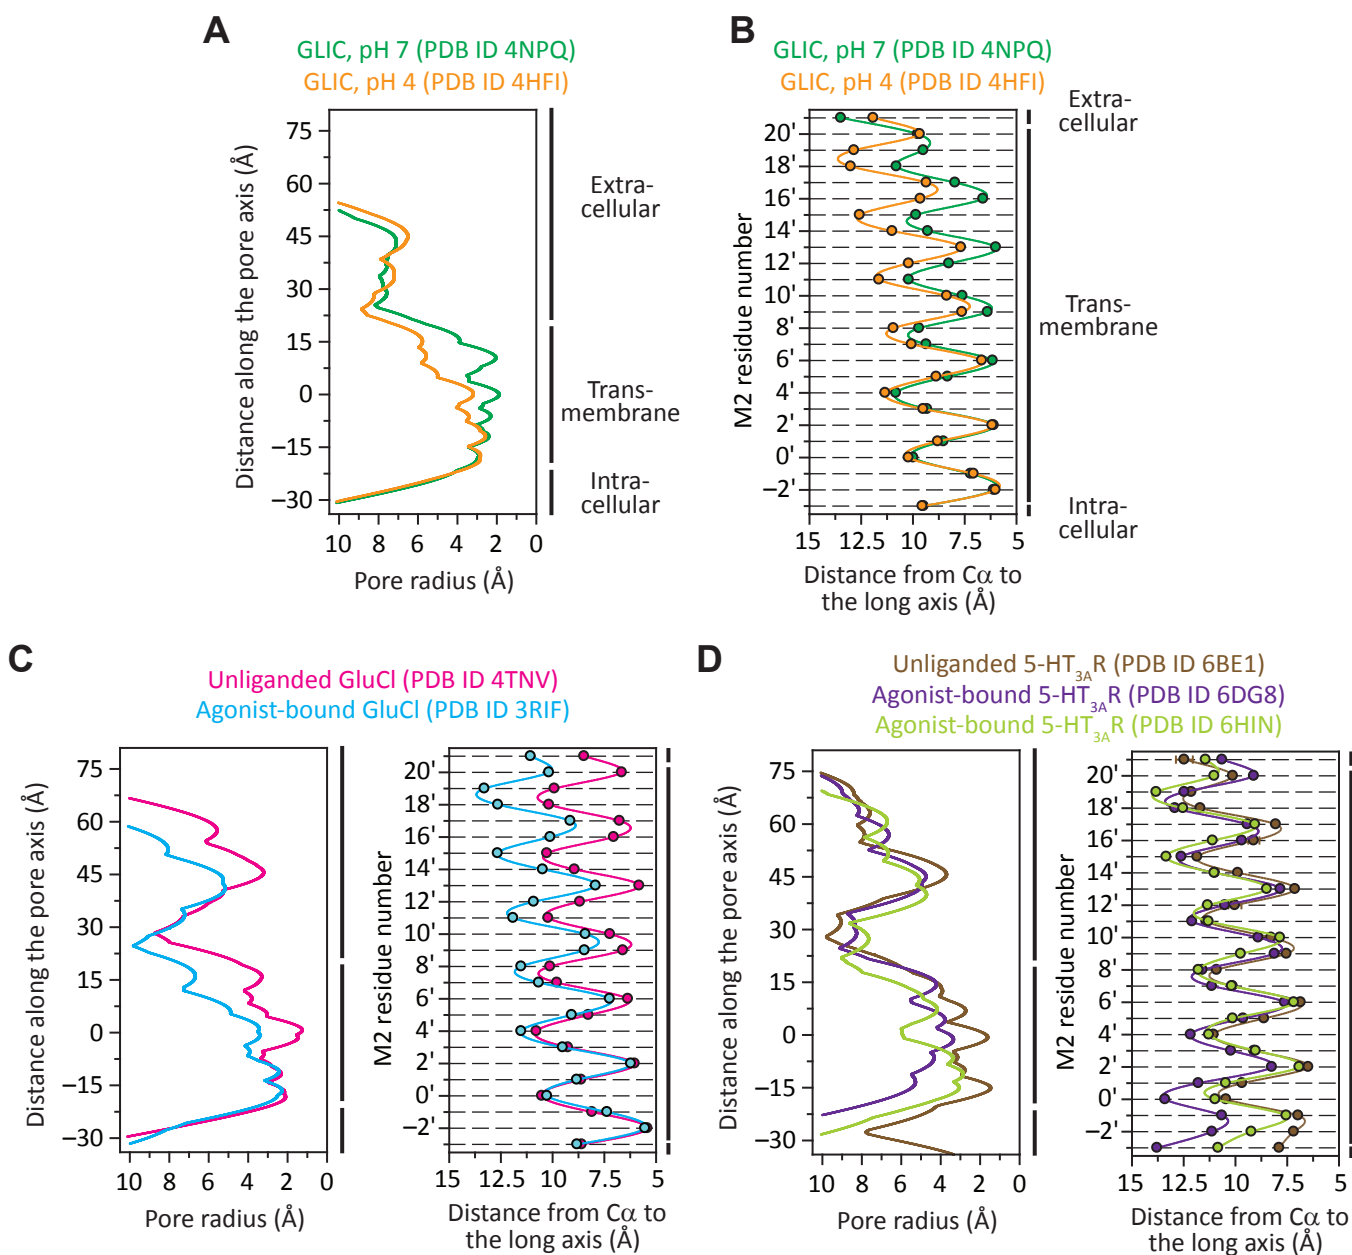 A
GLIC, pH 7 (PDB ID 4NPQ)
GLIC, pH 4 (PDB ID 4HFI)
Distance along the pore axis (Å)
75
60
45
30
15
0
−15
−30
10 8 6 4 2 0
Pore radius (Å)
Extra-
cellular
Trans-
membrane
Intra-
cellular
B
GLIC, pH 7 (PDB ID 4NPQ)
GLIC, pH 4 (PDB ID 4HFI)
M2 residue number
20'
18'
16'
14'
12'
10'
8'
6'
4'
2'
0'
−2'
15 12.5 10 7.5 5
Distance from Cα to
the long axis (Å)
Extra-
cellular
Trans-
membrane
Intra-
cellular
C
Unliganded GluCl (PDB ID 4TNV)
Agonist-bound GluCl (PDB ID 3RIF)
Distance along the pore axis (Å)
75
60
45
30
15
0
−15
−30
10 8 6 4 2 0
Pore radius (Å)
M2 residue number
20'
18'
16'
14'
12'
10'
8'
6'
4'
2'
0'
−2'
15 12.5 10 7.5 5
Distance from Cα to
the long axis (Å)
D
Unliganded 5-HT3AR (PDB ID 6BE1)
Agonist-bound 5-HT3AR (PDB ID 6DG8)
Agonist-bound 5-HT3AR (PDB ID 6HIN)
Distance along the pore axis (Å)
75
60
45
30
15
0
−15
−30
10 8 6 4 2 0
Pore radius (Å)
M2 residue number
20'
18'
16'
14'
12'
10'
8'
6'
4'
2'
0'
−2'
15 12.5 10 7.5 5
Distance from Cα to
the long axis (Å)